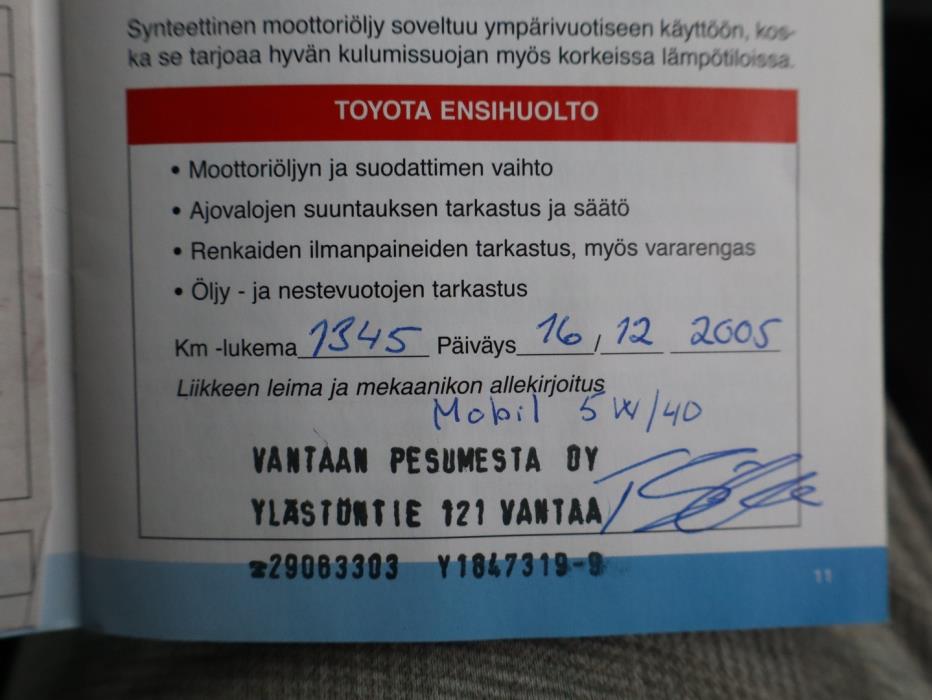 Synteettinen moottoriöljy soveltuu ympärivuotiseen käyttöön, kos-
ka se tarjoaa hyvän kulumissuojan myös korkeissa lämpötiloissa.
TOYOTA ENSIHUOLTO
• Moottoriöljyn ja suodattimen vaihto
• Ajovalojen suuntauksen tarkastus ja säätö
• Renkaiden ilmanpaineiden tarkastus, myös vararengas
• Öljy - ja nestevuotojen tarkastus
Km -lukema 1345 Päiväys 16 / 12 2005
Liikkeen leima ja mekaanikon allekirjoitus
Mobil 5W/40
VANTAAN PESUMESTA OY
YLÄSTÖNTIE 121 VANTAA
☎29063303 Y1847319-9
11